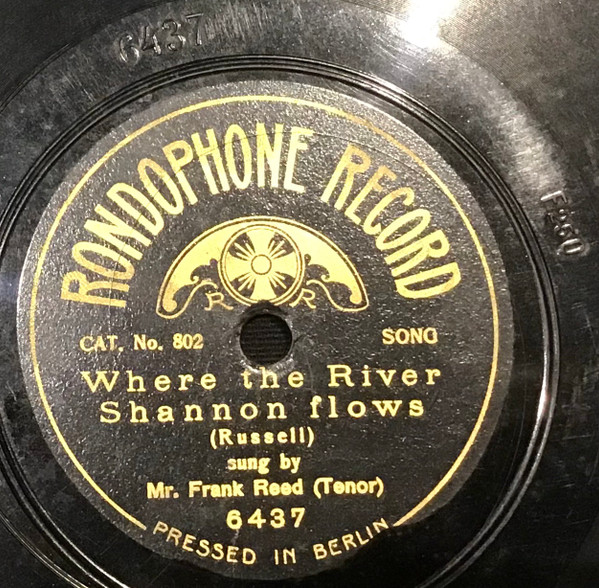 6437
RONDOPHONE RECORD
R R
CAT. No. 802 SONG
Where the River
Shannon flows
(Russell)
sung by
Mr. Frank Reed (Tenor)
6437
PRESSED IN BERLIN
F260